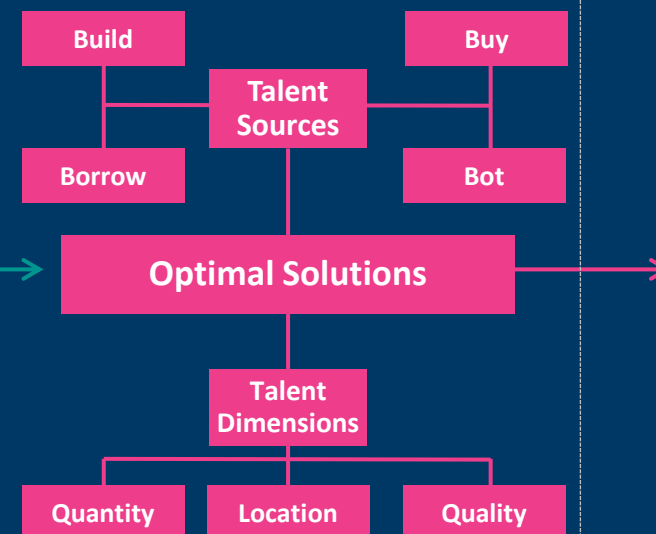 Build
Buy
Talent
Sources
Borrow
Bot
Optimal Solutions
Talent
Dimensions
Quantity
Location
Quality